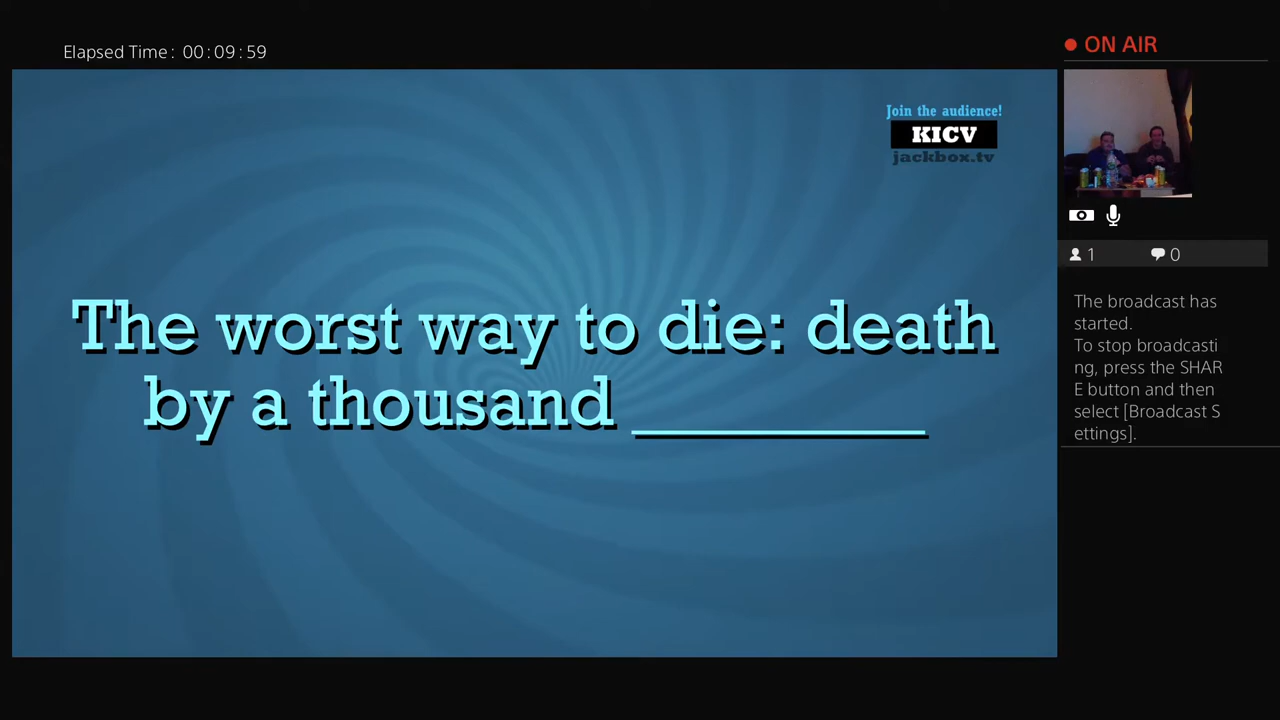 Elapsed Time: 00:09:59
ON AIR
Join the audience!
KICV
jackbox.tv
1
0
The worst way to die: death
by a thousand __________
The broadcast has
started.
To stop broadcasti
ng, press the SHAR
E button and then
select [Broadcast S
ettings].